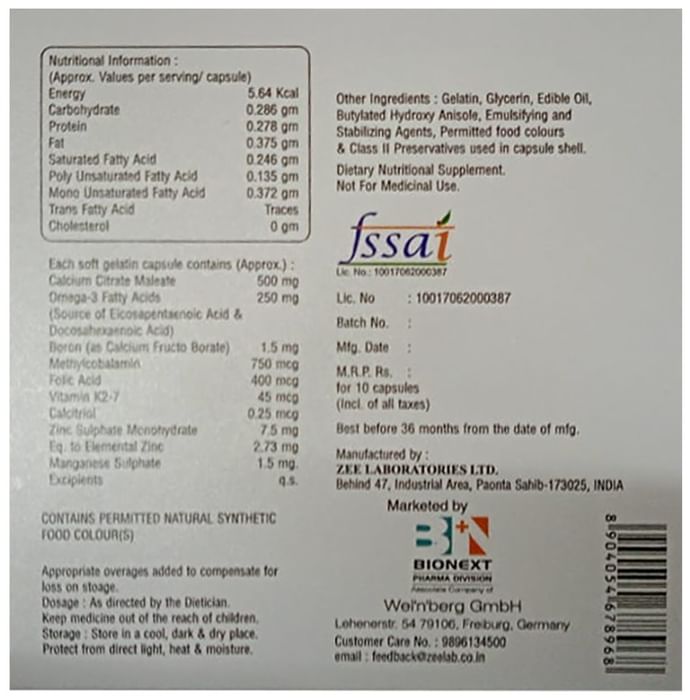 Nutritional Information :
(Approx. Values per serving/ capsule)
Energy 5.64 Kcal
Carbohydrate 0.286 gm
Protein 0.278 gm
Fat 0.375 gm
Saturated Fatty Acid 0.246 gm
Poly Unsaturated Fatty Acid 0.135 gm
Mono Unsaturated Fatty Acid 0.372 gm
Trans Fatty Acid Traces
Cholesterol 0 gm
Each soft gelatin capsule contains (Approx.) :
Calcium Citrate Maleate 500 mg
Omega-3 Fatty Acids 250 mg
(Source of Eicosapentaenoic Acid &
Docosahexaenoic Acid)
Boron (as Calcium Fructo Borate) 1.5 mg
Methylcobalamin 750 mcg
Folic Acid 400 mcg
Vitamin K2-7 45 mcg
Calcitriol 0.25 mcg
Zinc Sulphate Monohydrate 7.5 mg
Eq. to Elemental Zinc 2.73 mg
Manganese Sulphate 1.5 mg.
Excipients q.s.
CONTAINS PERMITTED NATURAL SYNTHETIC
FOOD COLOUR(S)
Appropriate overages added to compensate for
loss on stoage.
Dosage : As directed by the Dietician.
Keep medicine out of the reach of children.
Storage : Store in a cool, dark & dry place.
Protect from direct light, heat & moisture.
Other Ingredients : Gelatin, Glycerin, Edible Oil,
Butylated Hydroxy Anisole, Emulsifying and
Stabilizing Agents, Permitted food colours
& Class II Preservatives used in capsule shell.
Dietary Nutritional Supplement.
Not For Medicinal Use.
fssai
Lic. No.: 10017062000387
Lic. No : 10017062000387
Batch No. :
Mfg. Date :
M.R.P. Rs. :
for 10 capsules
(Incl. of all taxes)
Best before 36 months from the date of mfg.
Manufactured by :
ZEE LABORATORIES LTD.
Behind 47, Industrial Area, Paonta Sahib-173025, INDIA
Marketed by
B+N
BIONEXT
PHARMA DIVISION
Associate Company of
Wein'berg GmbH
Lehenerstr. 54 79106, Freiburg, Germany
Customer Care No. : 9896134500
email : feedback@zeelab.co.in
8904054678968